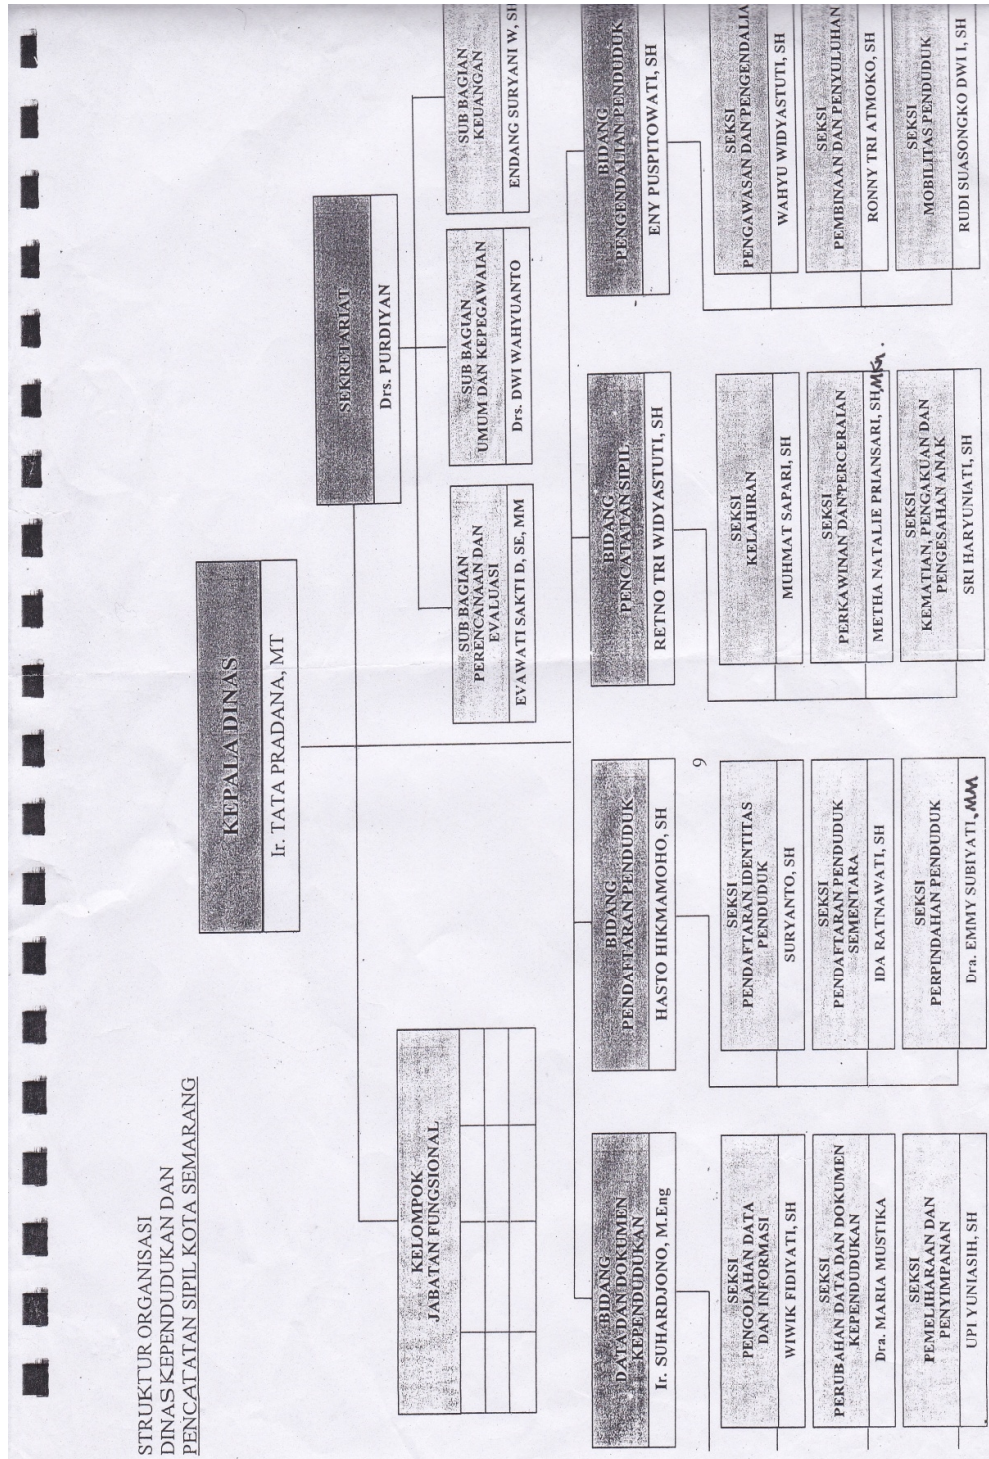 STRUKTUR ORGANISASI
DINAS KEPENDUDUKAN DAN
PENCATATAN SIPIL KOTA SEMARANG
KEPALA DINAS
Ir. TATA PRADANA, MT
SEKRETARIAT
Drs. PURDIYAN
KELOMPOK
JABATAN FUNGSIONAL
SUB BAGIAN
PERENCANAAN DAN
EVALUASI
EVAWATI SAKTI D, SE, MM
SUB BAGIAN
UMUM DAN KEPEGAWAIAN
Drs. DWI WAHYUANTO
SUB BAGIAN
KEUANGAN
ENDANG SURYANI W, SH
BIDANG
DATA DAN DOKUMEN
KEPENDUDUKAN
Ir. SUHARDJONO, M.Eng
SEKSI
PENGOLAHAN DATA
DAN INFORMASI
WIWIK FIDIYATI, SH
SEKSI
PERUBAHAN DATA DAN DOKUMEN
KEPENDUDUKAN
Dra. MARIA MUSTIKA
SEKSI
PEMELIHARAAN DAN
PENYIMPANAN
UPI YUNIASIH, SH
BIDANG
PENDAFTARAN PENDUDUK
HASTO HIKMAMOHO, SH
9
SEKSI
PENDAFTARAN IDENTITAS
PENDUDUK
SURYANTO, SH
SEKSI
PENDAFTARAN PENDUDUK
SEMENTARA
IDA RATNAWATI, SH
SEKSI
PERPINDAHAN PENDUDUK
Dra. EMMY SUBIYATI, MM
BIDANG
PENCATATAN SIPIL
RETNO TRI WIDYASTUTI, SH
SEKSI
KELAHIRAN
MUHMAT SAPARI, SH
SEKSI
PERKAWINAN DAN PERCERAIAN
METHA NATALIE PRIANSARI, SH, MKn.
SEKSI
KEMATIAN, PENGAKUAN DAN
PENGESAHAN ANAK
SRI HARYUNIATI, SH
BIDANG
PENGENDALIAN PENDUDUK
ENY PUSPITOWATI, SH
SEKSI
PENGAWASAN DAN PENGENDALIA
WAHYU WIDYASTUTI, SH
SEKSI
PEMBINAAN DAN PENYULUHAN
RONNY TRI ATMOKO, SH
SEKSI
MOBILITAS PENDUDUK
RUDI SUASONGKO DWI I, SH